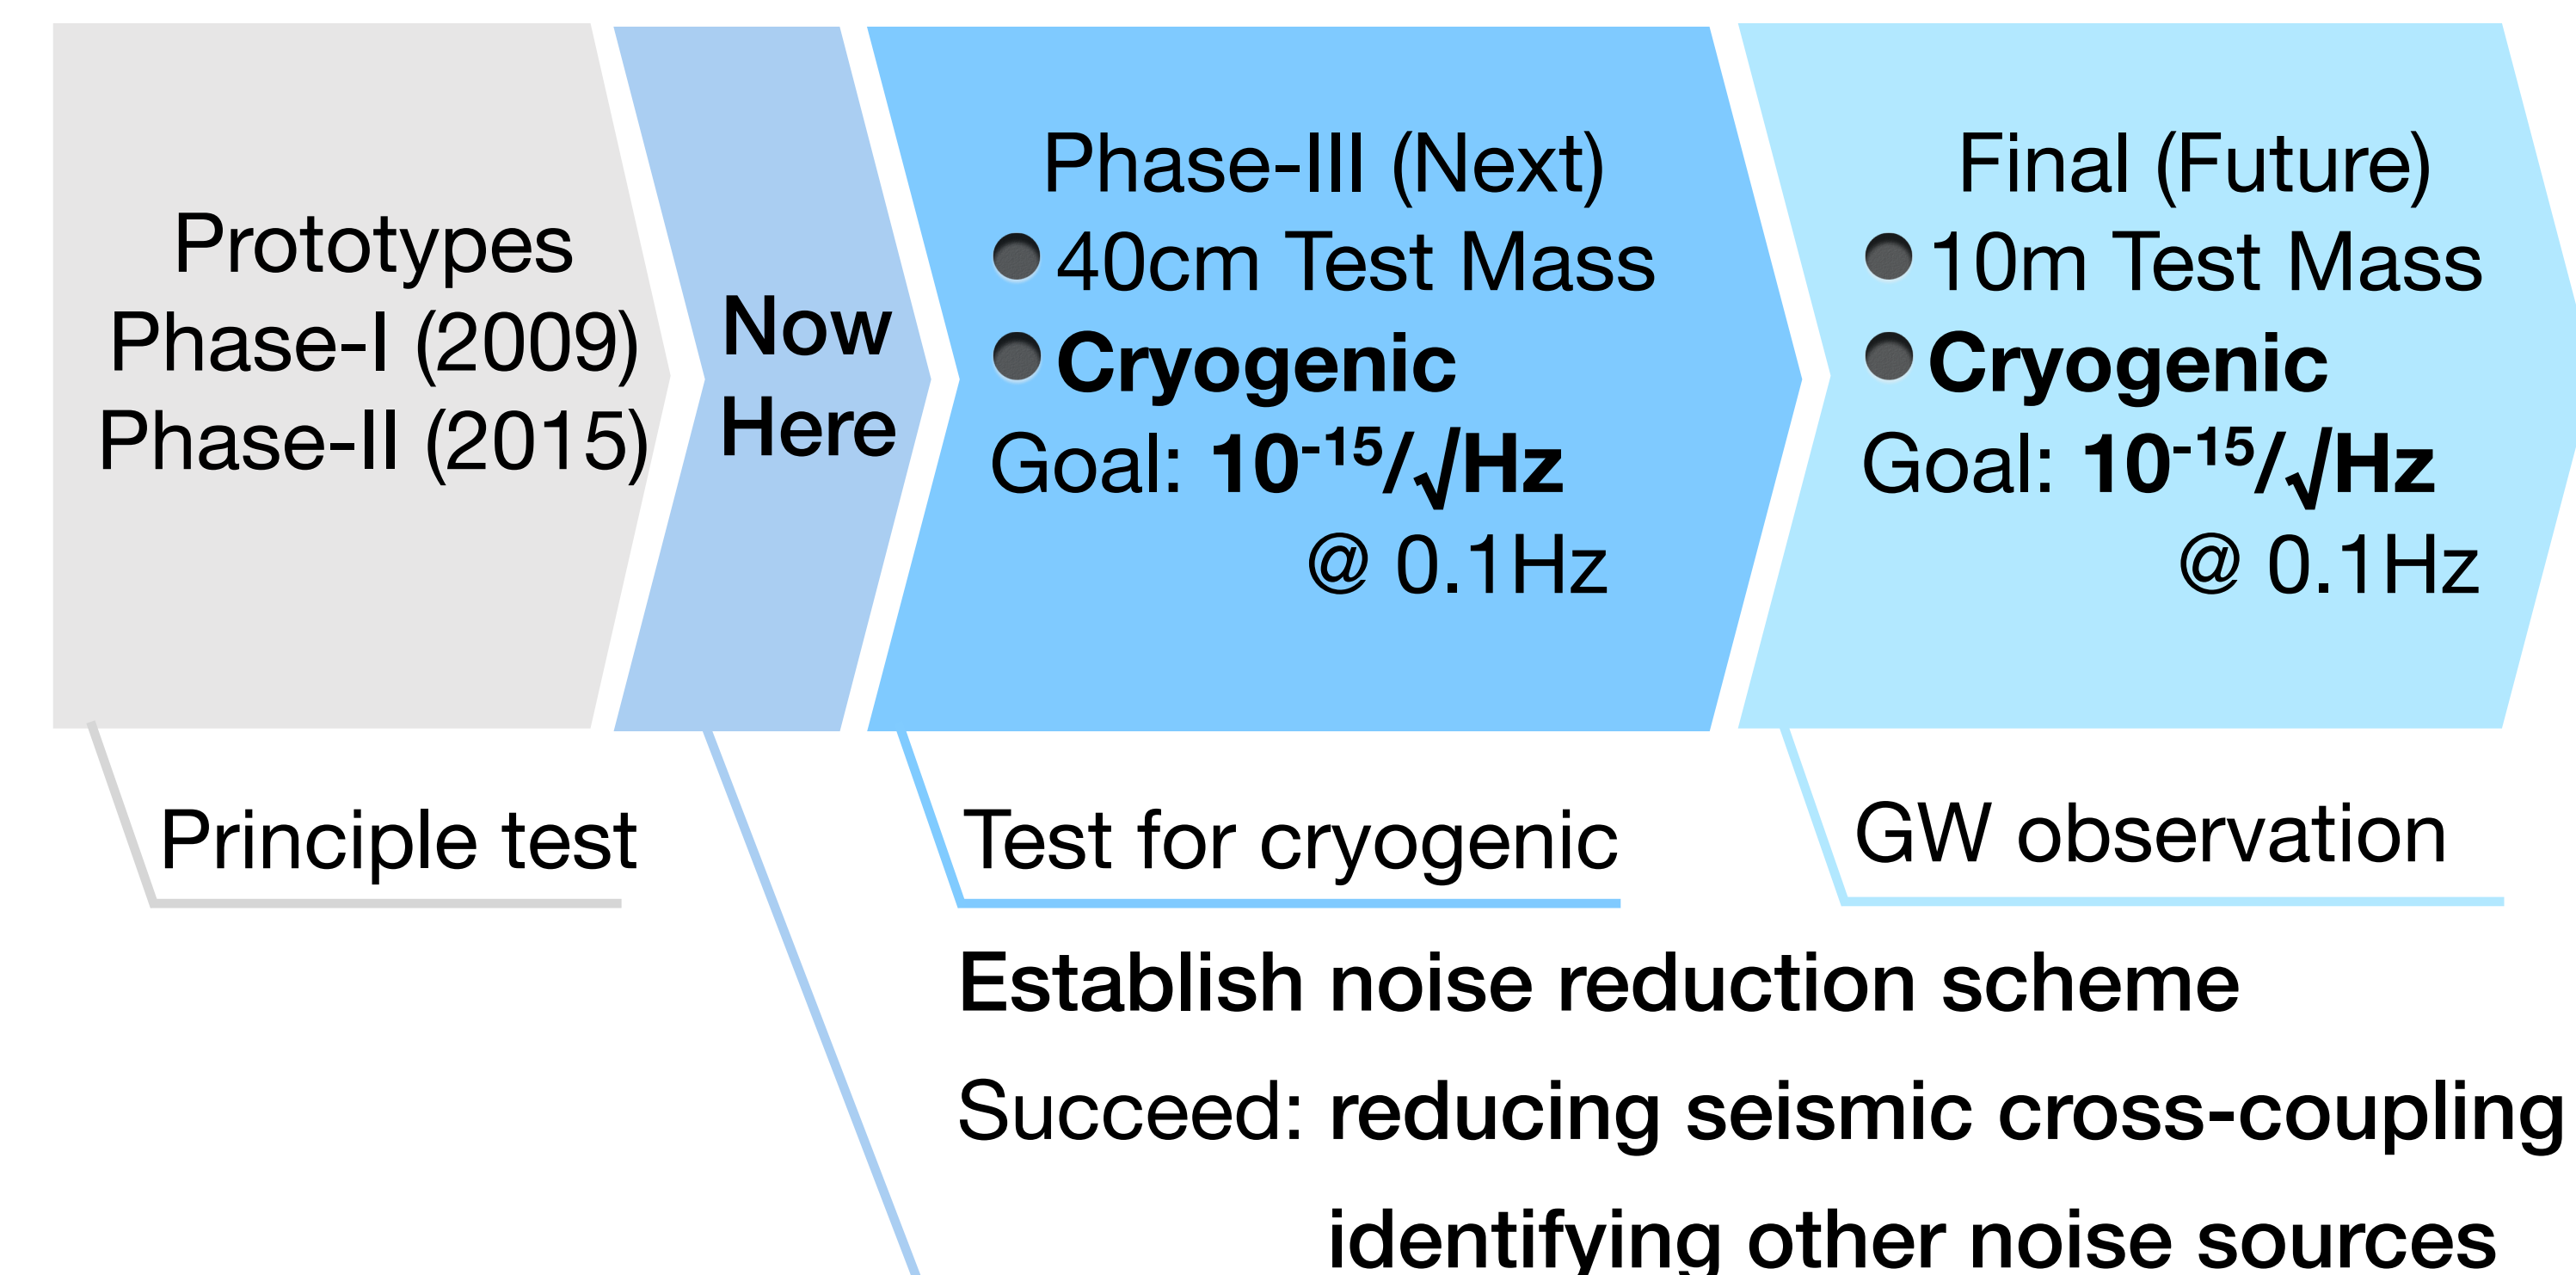 Prototypes
Phase-I (2009)
Phase-II (2015)
Now
Here
Phase-III (Next)
● 40cm Test Mass
● Cryogenic
Goal: 10⁻¹⁵/√Hz
@ 0.1Hz
Final (Future)
● 10m Test Mass
● Cryogenic
Goal: 10⁻¹⁵/√Hz
@ 0.1Hz
Principle test
Test for cryogenic
GW observation
Establish noise reduction scheme
Succeed: reducing seismic cross-coupling
identifying other noise sources